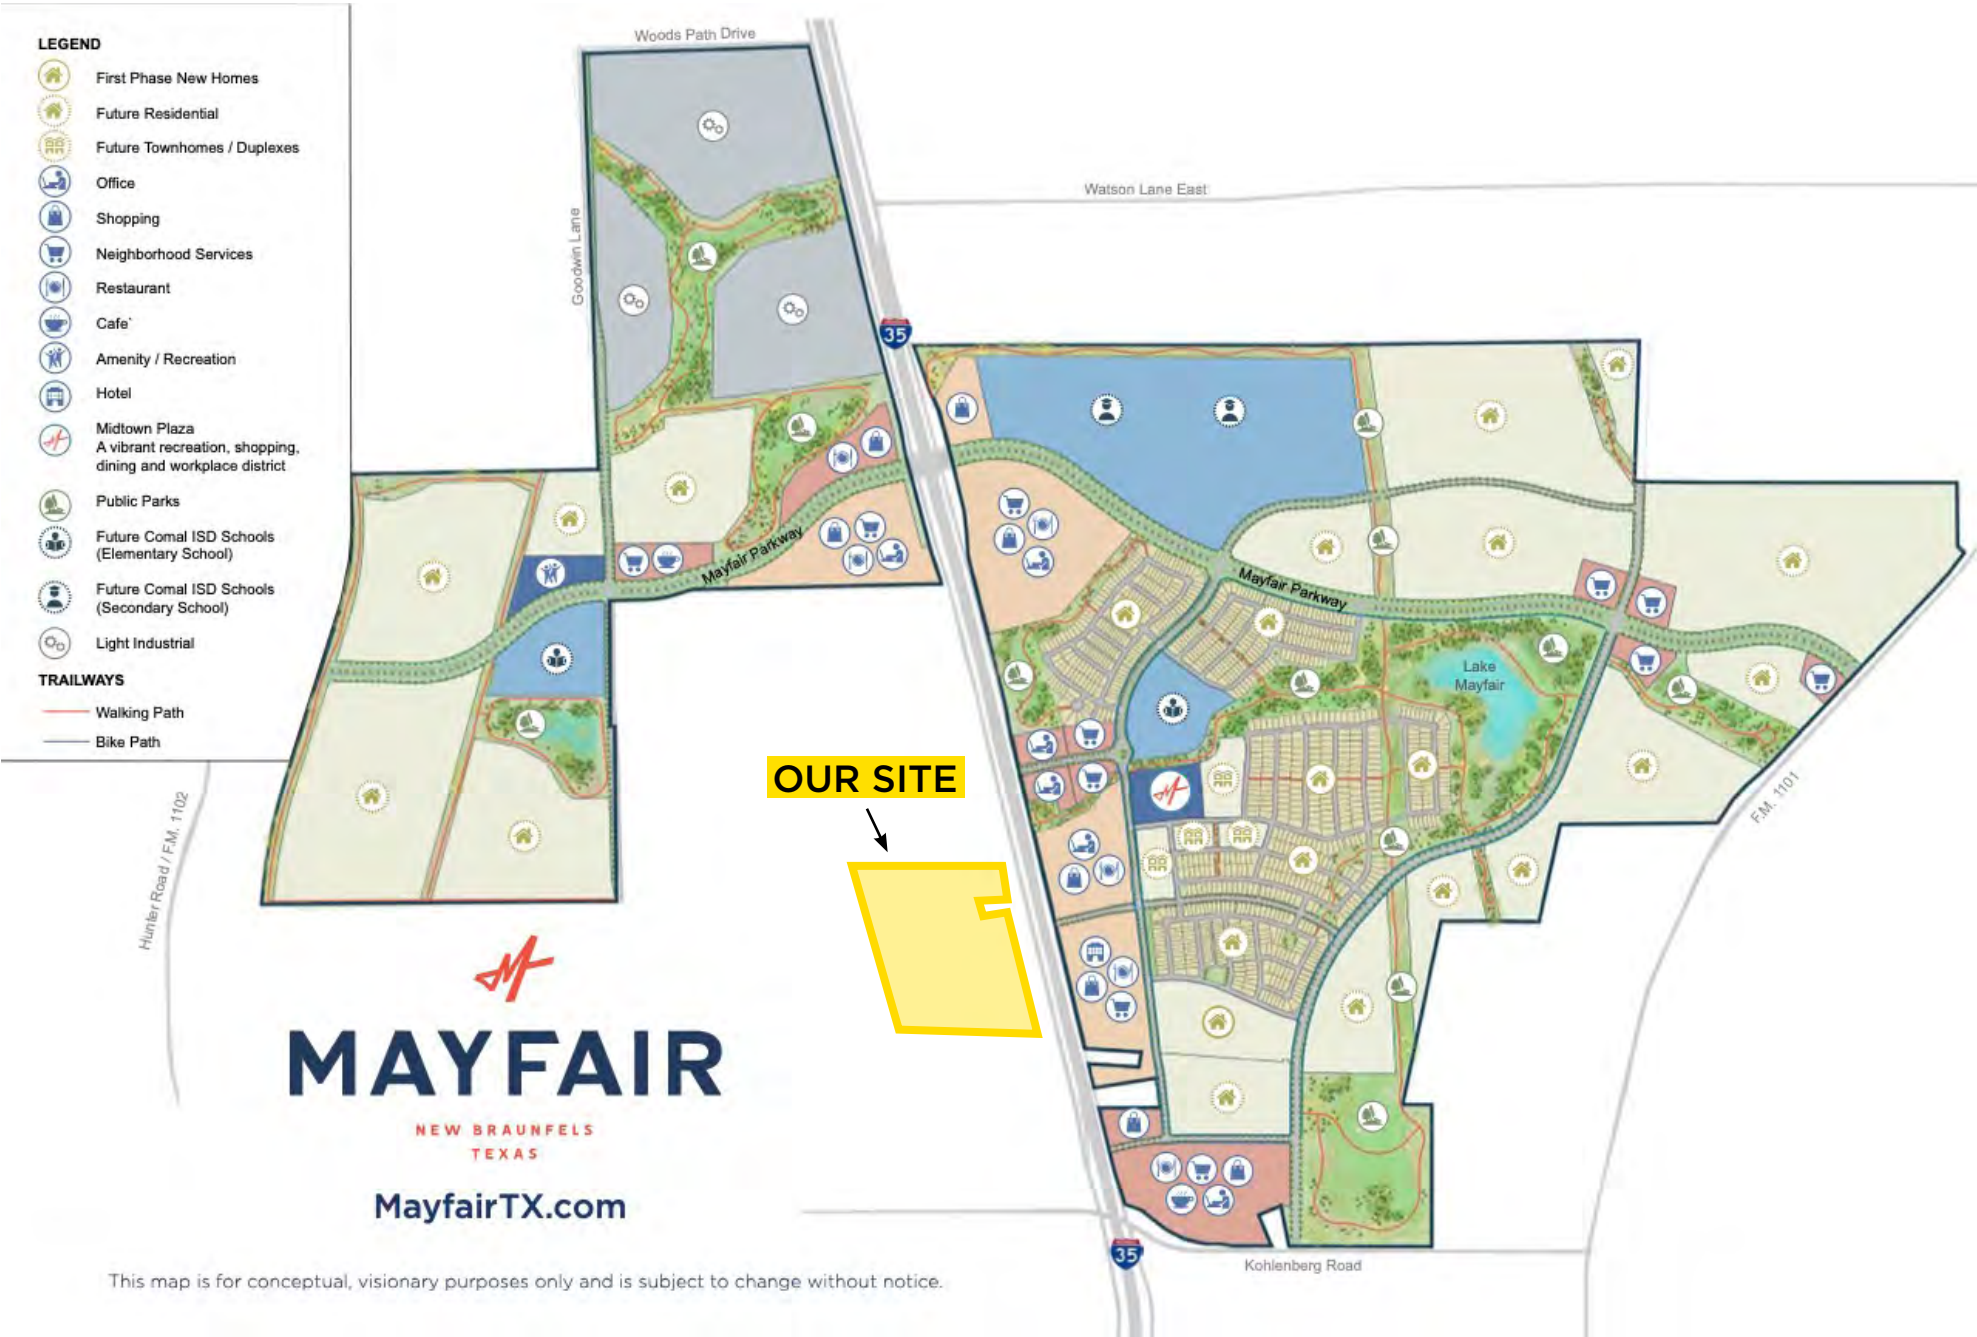 LEGEND
First Phase New Homes
Future Residential
Future Townhomes / Duplexes
Office
Shopping
Neighborhood Services
Restaurant
Cafe`
Amenity / Recreation
Hotel
Midtown Plaza
A vibrant recreation, shopping,
dining and workplace district
Public Parks
Future Comal ISD Schools
(Elementary School)
Future Comal ISD Schools
(Secondary School)
Light Industrial
TRAILWAYS
Walking Path
Bike Path
Woods Path Drive
Goodwin Lane
Watson Lane East
35
Mayfair Parkway
Mayfair Parkway
Lake
Mayfair
F.M. 1101
Hunter Road / F.M. 1102
OUR SITE
MAYFAIR
NEW BRAUNFELS
TEXAS
MayfairTX.com
35
Kohlenberg Road
This map is for conceptual, visionary purposes only and is subject to change without notice.